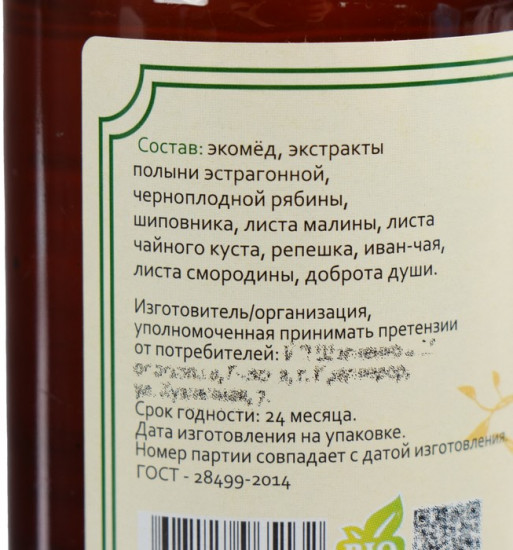 Состав: экомёд, экстракты
полыни эстрагонной,
черноплодной рябины,
шиповника, листа малины, листа
чайного куста, репешка, иван-чая,
листа смородины, доброта души.
Изготовитель/организация,
уполномоченная принимать претензии
от потребителей:
Срок годности: 24 месяца.
Дата изготовления на упаковке.
Номер партии совпадает с датой изготовления.
ГОСТ - 28499-2014
BIO